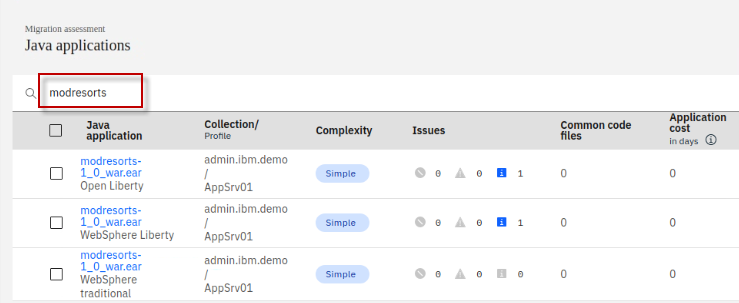 Migration assessment
Java applications
modresorts
Java application
Collection/
Profile
Complexity
Issues
Common code files
Application cost
in days
modresorts-
1_0_war.ear
Open Liberty
admin.ibm.demo
/
AppSrv01
Simple
0 0 1
0
0
modresorts-
1_0_war.ear
WebSphere Liberty
admin.ibm.demo
/
AppSrv01
Simple
0 0 1
0
0
modresorts-
1_0_war.ear
WebSphere
traditional
admin.ibm.demo
/
AppSrv01
Simple
0 0 0
0
0